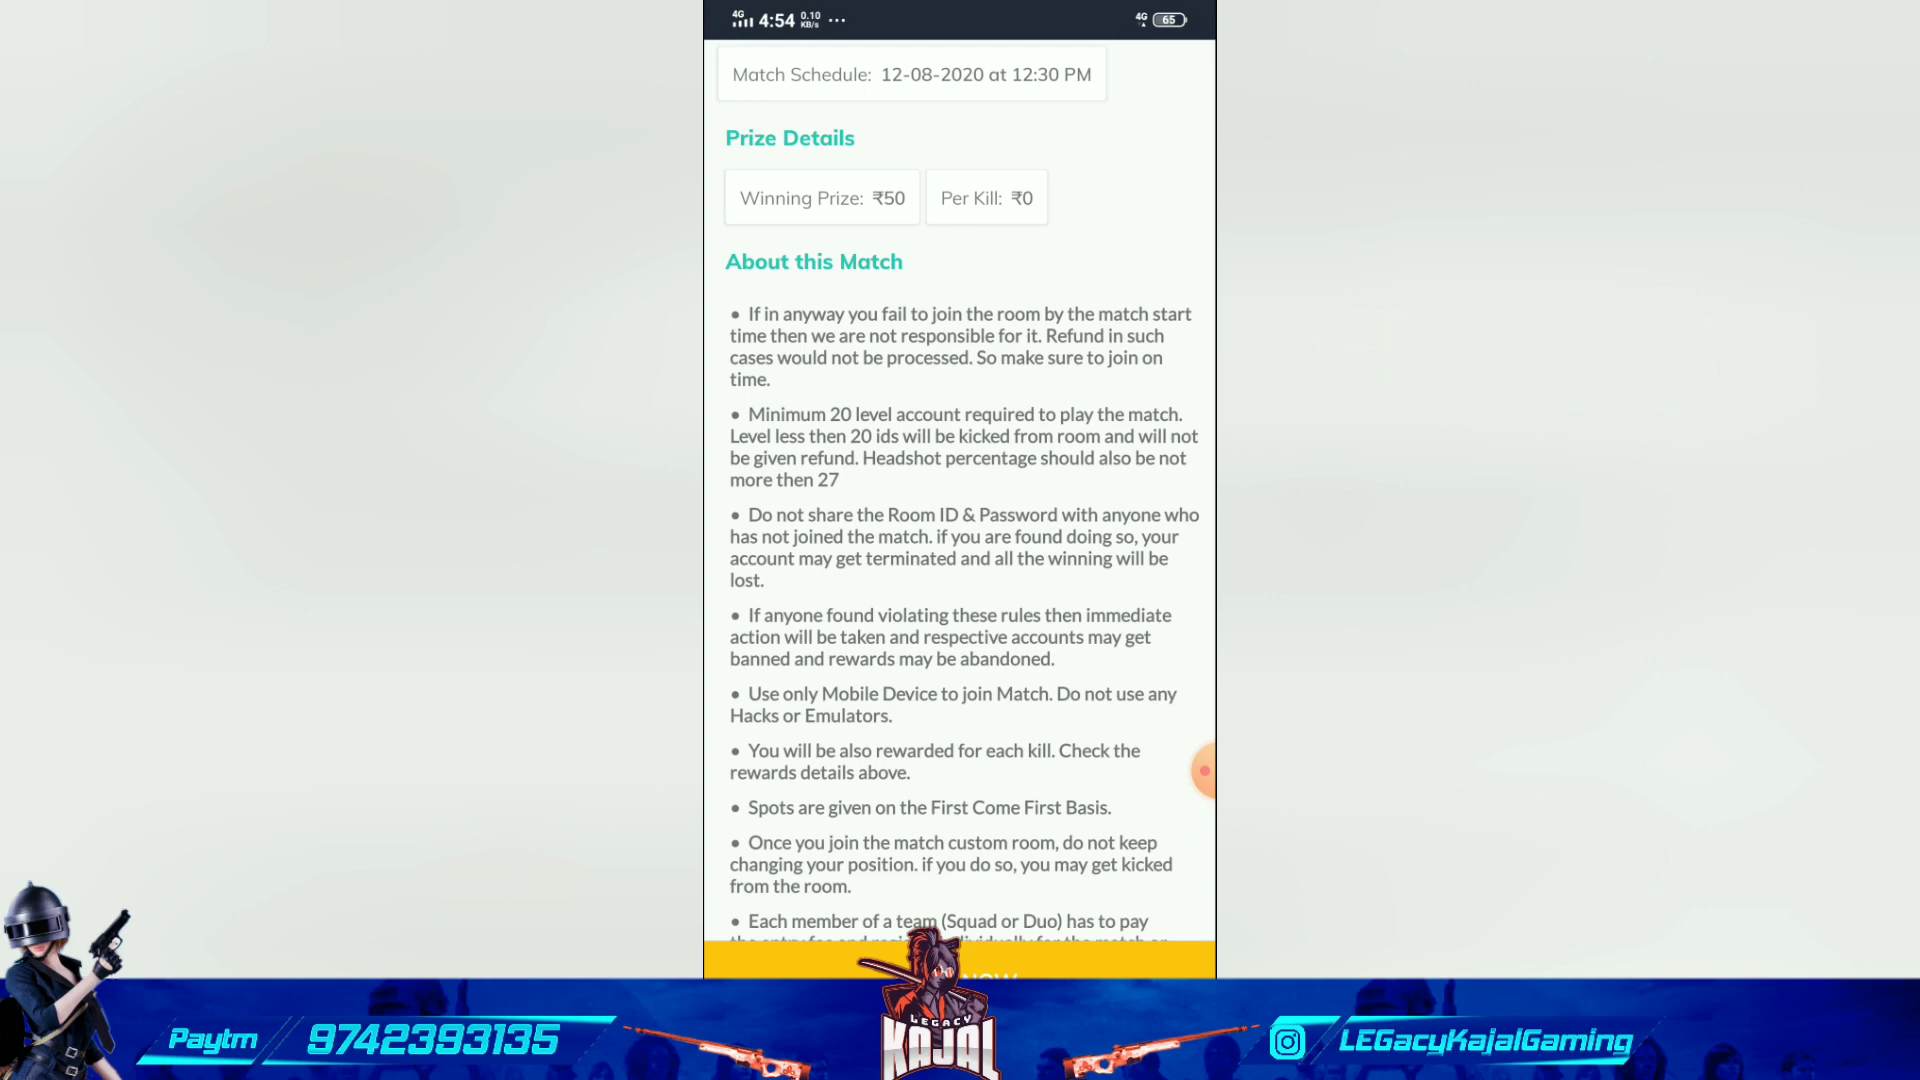 4G 4:54 0.10 KB/s ... 4G 65
Match Schedule: 12-08-2020 at 12:30 PM
Prize Details
Winning Prize: ₹50 Per Kill: ₹0
About this Match
• If in anyway you fail to join the room by the match start
time then we are not responsible for it. Refund in such
cases would not be processed. So make sure to join on
time.
• Minimum 20 level account required to play the match.
Level less then 20 ids will be kicked from room and will not
be given refund. Headshot percentage should also be not
more then 27
• Do not share the Room ID & Password with anyone who
has not joined the match. if you are found doing so, your
account may get terminated and all the winning will be
lost.
• If anyone found violating these rules then immediate
action will be taken and respective accounts may get
banned and rewards may be abandoned.
• Use only Mobile Device to join Match. Do not use any
Hacks or Emulators.
• You will be also rewarded for each kill. Check the
rewards details above.
• Spots are given on the First Come First Basis.
• Once you join the match custom room, do not keep
changing your position. if you do so, you may get kicked
from the room.
• Each member of a team (Squad or Duo) has to pay
NOW
LEGACY
KAJAL
Paytm 9742393135
LEGacyKajalGaming